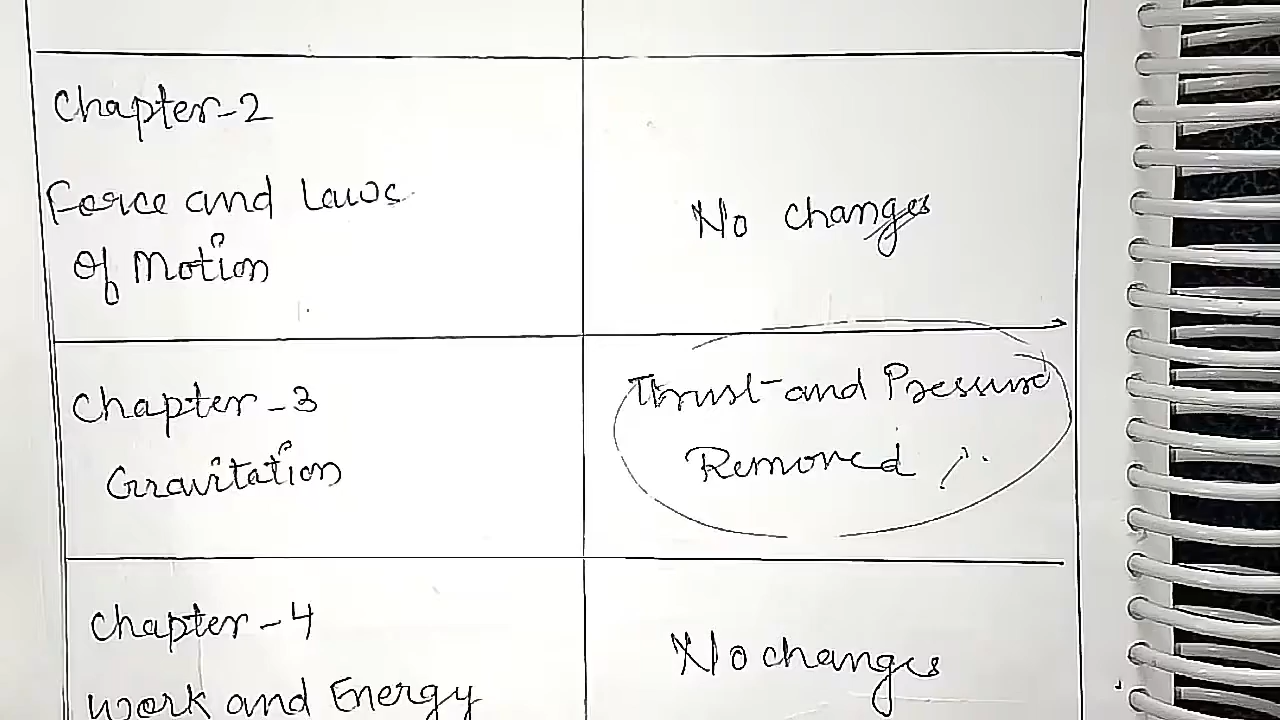 Chapter-2
Force and Laws
Of Motion
No changes
Chapter-3
Gravitation
Thrust-and Pressure
Removed
Chapter-4
Work and Energy
No changes